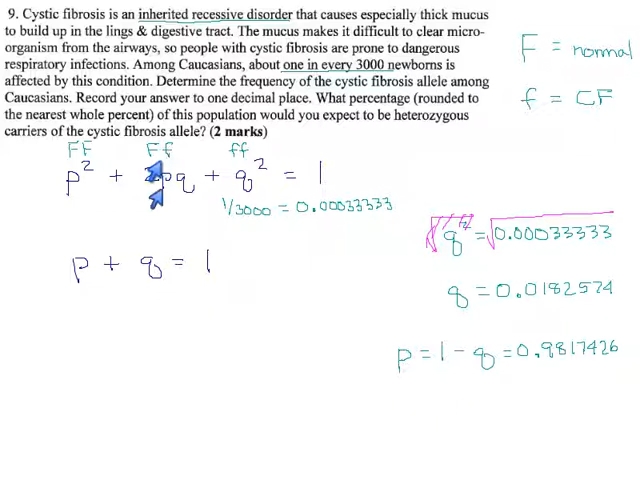 9. Cystic fibrosis is an inherited recessive disorder that causes especially thick mucus
to build up in the lings & digestive tract. The mucus makes it difficult to clear micro-
organism from the airways, so people with cystic fibrosis are prone to dangerous
respiratory infections. Among Caucasians, about one in every 3000 newborns is
affected by this condition. Determine the frequency of the cystic fibrosis allele among
Caucasians. Record your answer to one decimal place. What percentage (rounded to
the nearest whole percent) of this population would you expect to be heterozygous
carriers of the cystic fibrosis allele? (2 marks)
F = normal
f = CF
FF Ff ff
p² + 2pq + q² = 1
1/3000 = 0.00033333
q² = √0.00033333
p + q = 1
q = 0.0182574
p = 1 - q = 0.9817426